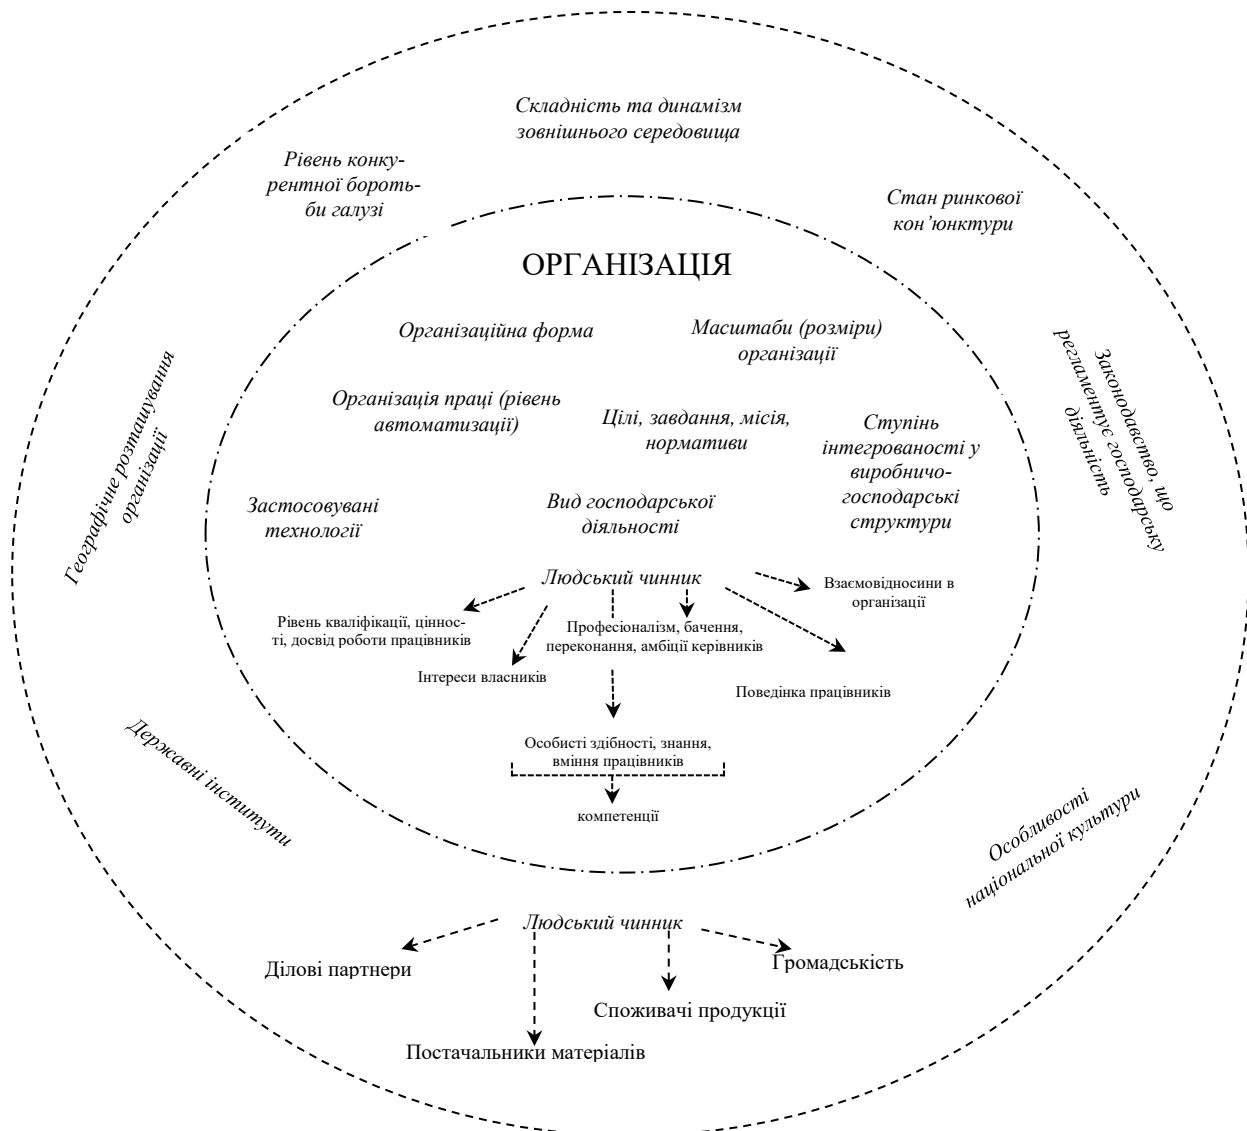 Складність та динамізм
зовнішнього середовища
Рівень конку-
рентної бороть-
би галузі
Стан ринкової
кон’юнктури
ОРГАНІЗАЦІЯ
Організаційна форма
Масштаби (розміри)
організації
Географічне розташування
організації
Законодавство, що
регламентує господарську
діяльність
Організація праці (рівень
автоматизації)
Цілі, завдання, місія,
нормативи
Ступінь
інтегрованості у
виробничо-
господарські
структури
Застосовувані
технології
Вид господарської
діяльності
Людський чинник
Взаємовідносини в
організації
Рівень кваліфікації, ціннос-
ті, досвід роботи працівників
Професіоналізм, бачення,
переконання, амбіції керівників
Інтереси власників
Поведінка працівників
Особисті здібності, знання,
вміння працівників
компетенції
Державні інститути
Особливості
національної культури
Людський чинник
Ділові партнери
Громадськість
Споживачі продукції
Постачальники матеріалів